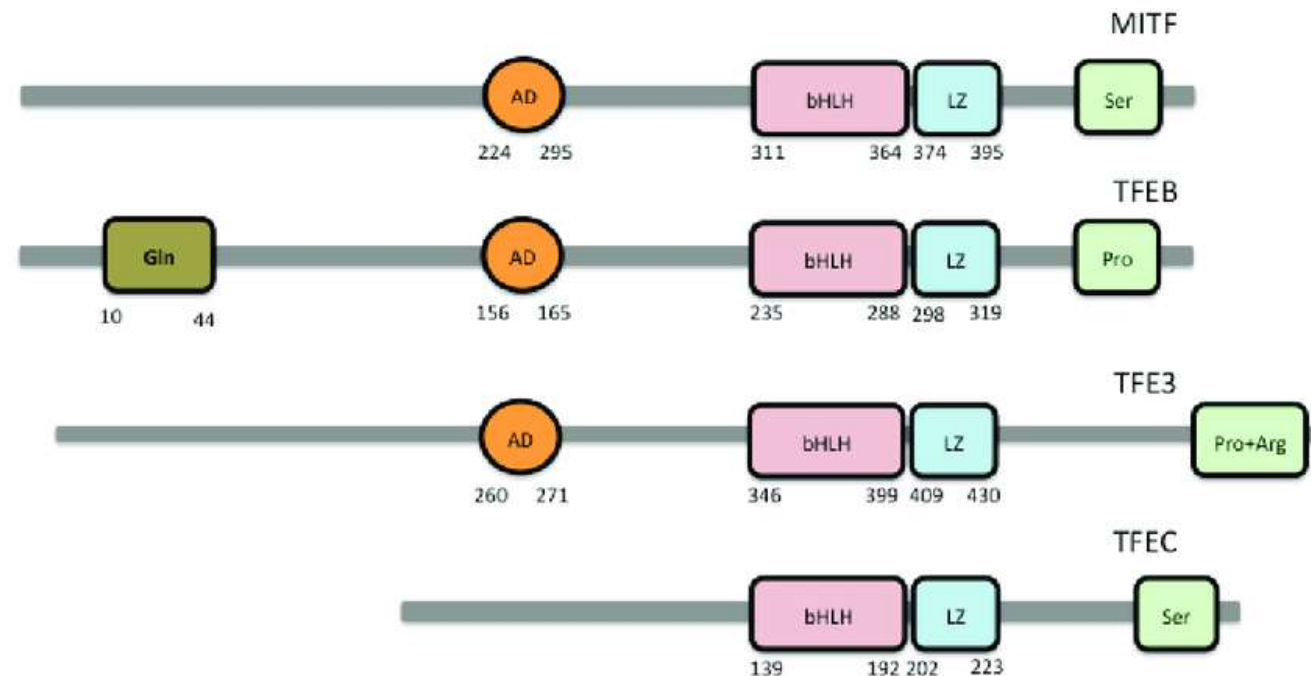 MITF
AD bHLH LZ Ser
224 295 311 364 374 395
TFEB
Gln AD bHLH LZ Pro
10 44 156 165 235 288 298 319
TFE3
AD bHLH LZ Pro+Arg
260 271 346 399 409 430
TFEC
bHLH LZ Ser
139 192 202 223